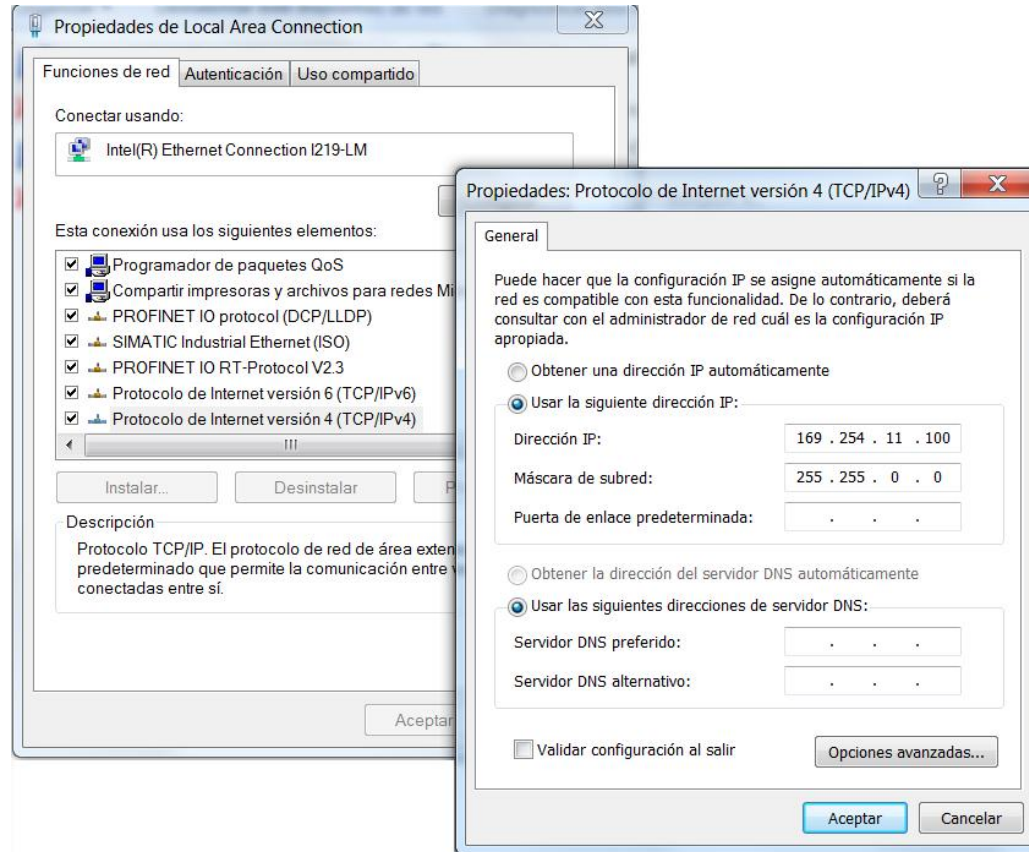 Propiedades de Local Area Connection
Funciones de red Autenticación Uso compartido
Conectar usando:
Intel(R) Ethernet Connection I219-LM
Esta conexión usa los siguientes elementos:
Programador de paquetes QoS
Compartir impresoras y archivos para redes Mi
PROFINET IO protocol (DCP/LLDP)
SIMATIC Industrial Ethernet (ISO)
PROFINET IO RT-Protocol V2.3
Protocolo de Internet versión 6 (TCP/IPv6)
Protocolo de Internet versión 4 (TCP/IPv4)
Instalar... Desinstalar P
Descripción
Protocolo TCP/IP. El protocolo de red de área exten
predeterminado que permite la comunicación entre v
conectadas entre sí.
Aceptar
Propiedades: Protocolo de Internet versión 4 (TCP/IPv4)
General
Puede hacer que la configuración IP se asigne automáticamente si la
red es compatible con esta funcionalidad. De lo contrario, deberá
consultar con el administrador de red cuál es la configuración IP
apropiada.
Obtener una dirección IP automáticamente
Usar la siguiente dirección IP:
Dirección IP: 169 . 254 . 11 . 100
Máscara de subred: 255 . 255 . 0 . 0
Puerta de enlace predeterminada: . . .
Obtener la dirección del servidor DNS automáticamente
Usar las siguientes direcciones de servidor DNS:
Servidor DNS preferido: . . .
Servidor DNS alternativo: . . .
Validar configuración al salir Opciones avanzadas...
Aceptar Cancelar